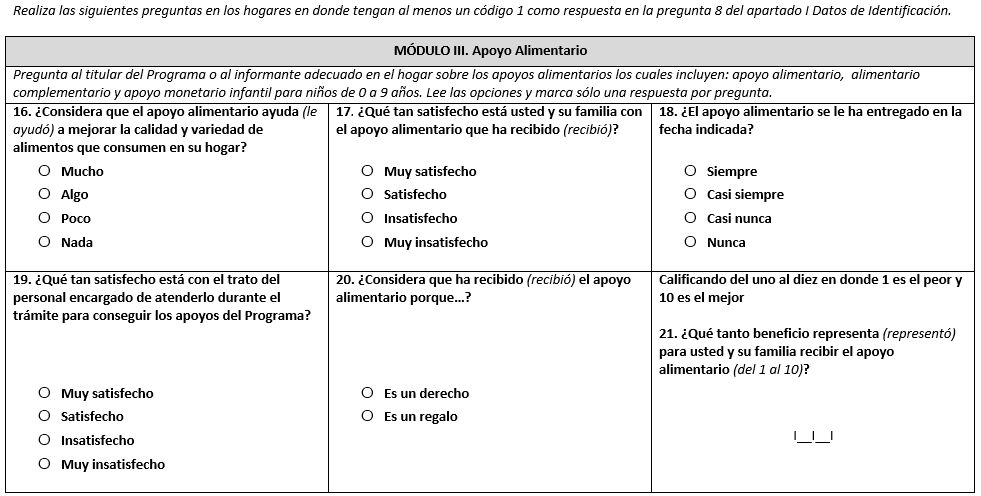 Realiza las siguientes preguntas en los hogares en donde tengan al menos un código 1 como respuesta en la pregunta 8 del apartado I Datos de Identificación.
MÓDULO III. Apoyo Alimentario
Pregunta al titular del Programa o al informante adecuado en el hogar sobre los apoyos alimentarios los cuales incluyen: apoyo alimentario, alimentario
complementario y apoyo monetario infantil para niños de 0 a 9 años. Lee las opciones y marca sólo una respuesta por pregunta.
16. ¿Considera que el apoyo alimentario ayuda (le
ayudó) a mejorar la calidad y variedad de
alimentos que consumen en su hogar?
Mucho
Algo
Poco
Nada
17. ¿Qué tan satisfecho está usted y su familia con
el apoyo alimentario que ha recibido (recibió)?
Muy satisfecho
Satisfecho
Insatisfecho
Muy insatisfecho
18. ¿El apoyo alimentario se le ha entregado en la
fecha indicada?
Siempre
Casi siempre
Casi nunca
Nunca
19. ¿Qué tan satisfecho está con el trato del
personal encargado de atenderlo durante el
trámite para conseguir los apoyos del Programa?
Muy satisfecho
Satisfecho
Insatisfecho
Muy insatisfecho
20. ¿Considera que ha recibido (recibió) el apoyo
alimentario porque...?
Es un derecho
Es un regalo
Calificando del uno al diez en donde 1 es el peor y
10 es el mejor
21. ¿Qué tanto beneficio representa (representó)
para usted y su familia recibir el apoyo
alimentario (del 1 al 10)?
I__I__I